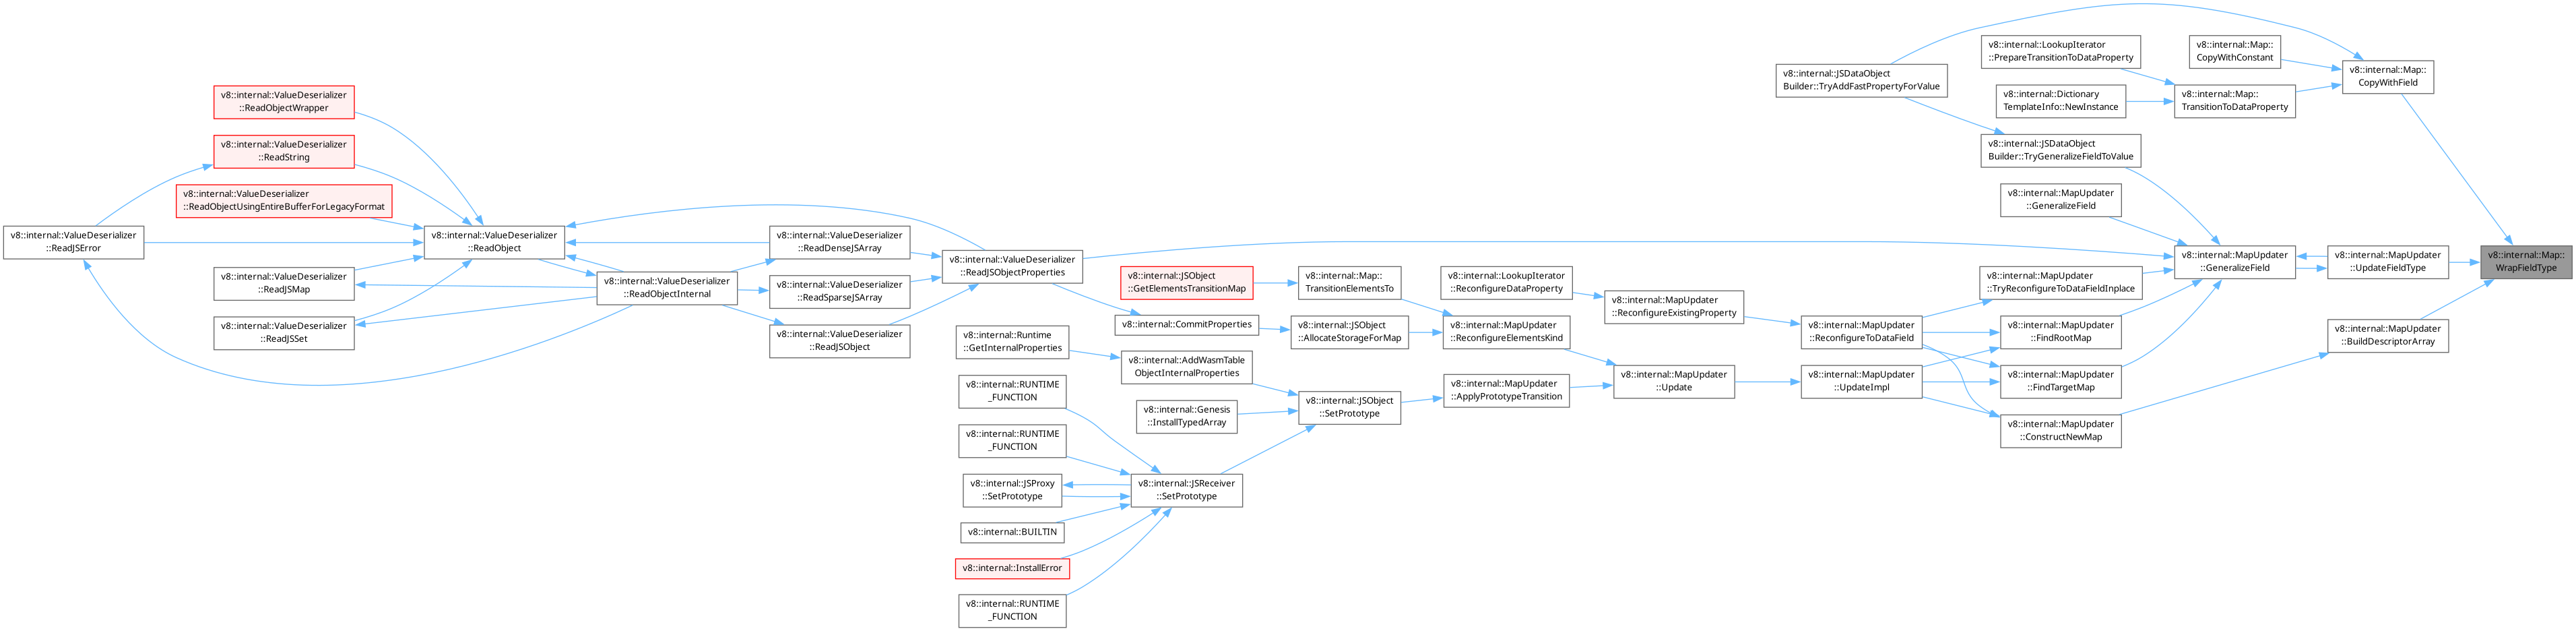 v8::internal::ValueDeserializer
::ReadJSError
v8::internal::ValueDeserializer
::ReadObjectWrapper
v8::internal::ValueDeserializer
::ReadString
v8::internal::ValueDeserializer
::ReadObjectUsingEntireBufferForLegacyFormat
v8::internal::ValueDeserializer
::ReadJSMap
v8::internal::ValueDeserializer
::ReadJSSet
v8::internal::ValueDeserializer
::ReadObject
v8::internal::ValueDeserializer
::ReadObjectInternal
v8::internal::ValueDeserializer
::ReadDenseJSArray
v8::internal::ValueDeserializer
::ReadSparseJSArray
v8::internal::ValueDeserializer
::ReadJSObject
v8::internal::ValueDeserializer
::ReadJSObjectProperties
v8::internal::Runtime
::GetInternalProperties
v8::internal::RUNTIME
_FUNCTION
v8::internal::RUNTIME
_FUNCTION
v8::internal::JSProxy
::SetPrototype
v8::internal::BUILTIN
v8::internal::InstallError
v8::internal::RUNTIME
_FUNCTION
v8::internal::JSObject
::GetElementsTransitionMap
v8::internal::CommitProperties
v8::internal::AddWasmTable
ObjectInternalProperties
v8::internal::Genesis
::InstallTypedArray
v8::internal::JSReceiver
::SetPrototype
v8::internal::Map::
TransitionElementsTo
v8::internal::JSObject
::AllocateStorageForMap
v8::internal::JSObject
::SetPrototype
v8::internal::LookupIterator
::ReconfigureDataProperty
v8::internal::MapUpdater
::ReconfigureElementsKind
v8::internal::MapUpdater
::ApplyPrototypeTransition
v8::internal::MapUpdater
::ReconfigureExistingProperty
v8::internal::MapUpdater
::Update
v8::internal::JSDataObject
Builder::TryAddFastPropertyForValue
v8::internal::MapUpdater
::ReconfigureToDataField
v8::internal::MapUpdater
::UpdateImpl
v8::internal::LookupIterator
::PrepareTransitionToDataProperty
v8::internal::Dictionary
TemplateInfo::NewInstance
v8::internal::JSDataObject
Builder::TryGeneralizeFieldToValue
v8::internal::MapUpdater
::GeneralizeField
v8::internal::MapUpdater
::TryReconfigureToDataFieldInplace
v8::internal::MapUpdater
::FindRootMap
v8::internal::MapUpdater
::FindTargetMap
v8::internal::MapUpdater
::ConstructNewMap
v8::internal::Map::
CopyWithConstant
v8::internal::Map::
TransitionToDataProperty
v8::internal::MapUpdater
::GeneralizeField
v8::internal::Map::
CopyWithField
v8::internal::MapUpdater
::UpdateFieldType
v8::internal::MapUpdater
::BuildDescriptorArray
v8::internal::Map::
WrapFieldType